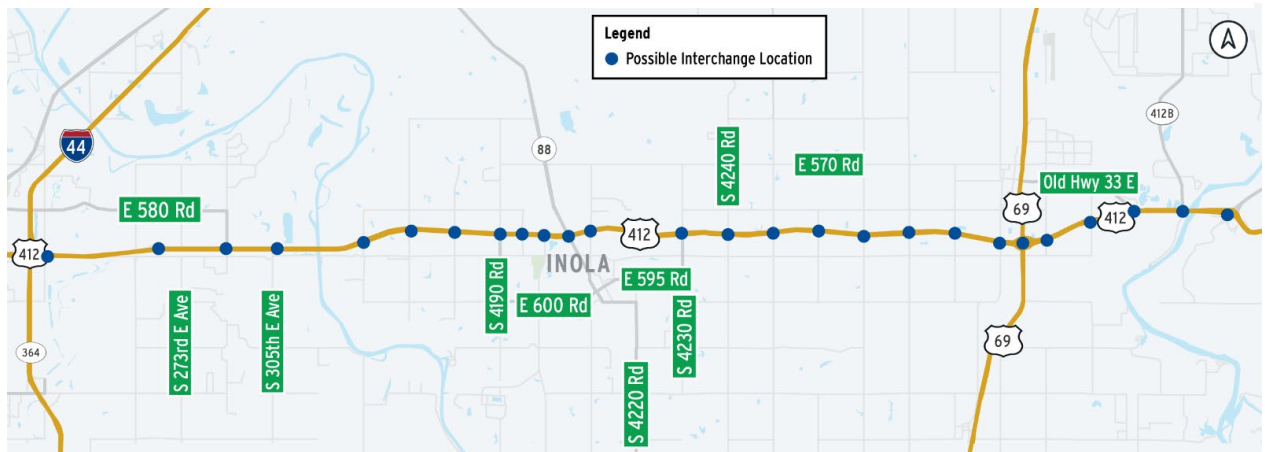 Legend
Possible Interchange Location
44
88
412B
S 4240 Rd
E 570 Rd
Old Hwy 33 E
E 580 Rd
69
412
412
412
INOLA
S 4190 Rd
E 595 Rd
E 600 Rd
S 273rd E Ave
S 305th E Ave
S 4230 Rd
69
364
S 4220 Rd